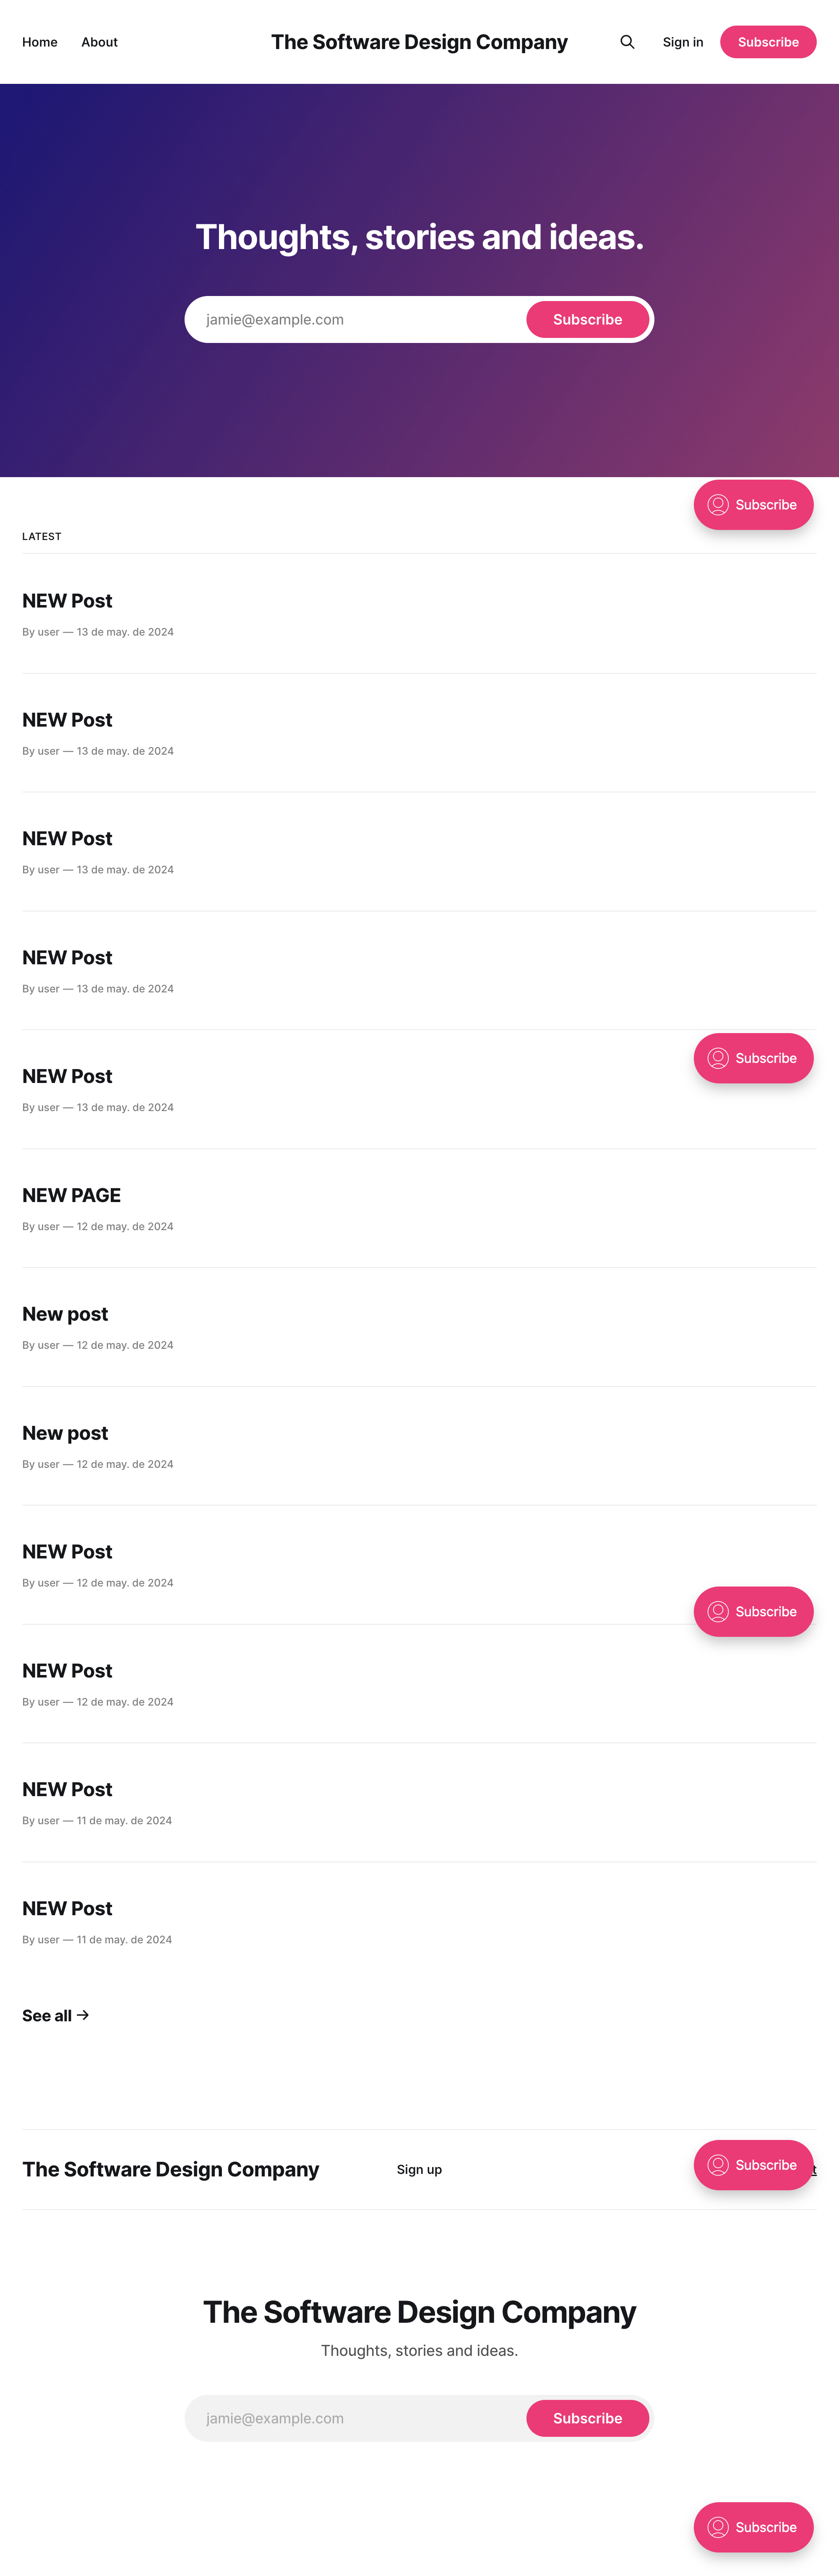 Home About The Software Design Company Sign in Subscribe
Thoughts, stories and ideas.
jamie@example.com Subscribe
Subscribe
LATEST
NEW Post
By user — 13 de may. de 2024
NEW Post
By user — 13 de may. de 2024
NEW Post
By user — 13 de may. de 2024
NEW Post
By user — 13 de may. de 2024
Subscribe
NEW Post
By user — 13 de may. de 2024
NEW PAGE
By user — 12 de may. de 2024
New post
By user — 12 de may. de 2024
New post
By user — 12 de may. de 2024
NEW Post
By user — 12 de may. de 2024
Subscribe
NEW Post
By user — 12 de may. de 2024
NEW Post
By user — 11 de may. de 2024
NEW Post
By user — 11 de may. de 2024
See all →
The Software Design Company Sign up Subscribe
The Software Design Company
Thoughts, stories and ideas.
jamie@example.com Subscribe
Subscribe